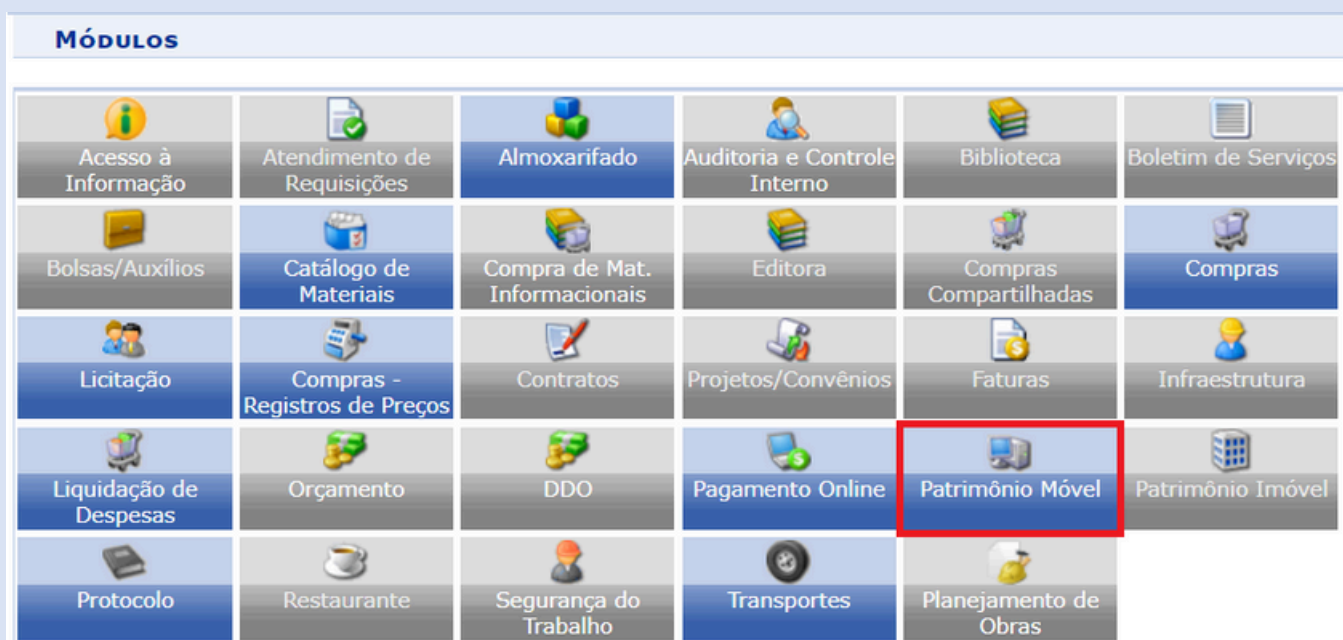 MÓDULOS
Acesso à
Informação
Atendimento de
Requisições
Almoxarifado
Auditoria e Controle
Interno
Biblioteca
Boletim de Serviços
Bolsas/Auxílios
Catálogo de
Materiais
Compra de Mat.
Informacionais
Editora
Compras
Compartilhadas
Compras
Licitação
Compras -
Registros de Preços
Contratos
Projetos/Convênios
Faturas
Infraestrutura
Liquidação de
Despesas
Orçamento
DDO
Pagamento Online
Patrimônio Móvel
Patrimônio Imóvel
Protocolo
Restaurante
Segurança do
Trabalho
Transportes
Planejamento de
Obras